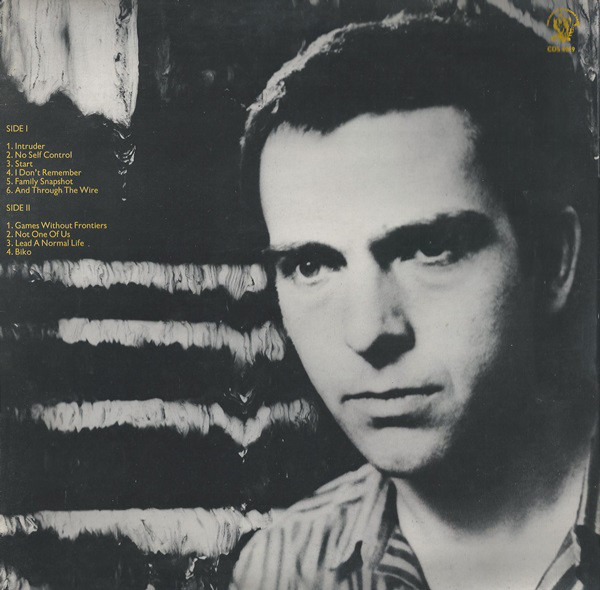 SIDE I
1. Intruder
2. No Self Control
3. Start
4. I Don't Remember
5. Family Snapshot
6. And Through The Wire
SIDE II
1. Games Without Frontiers
2. Not One Of Us
3. Lead A Normal Life .
4. Biko